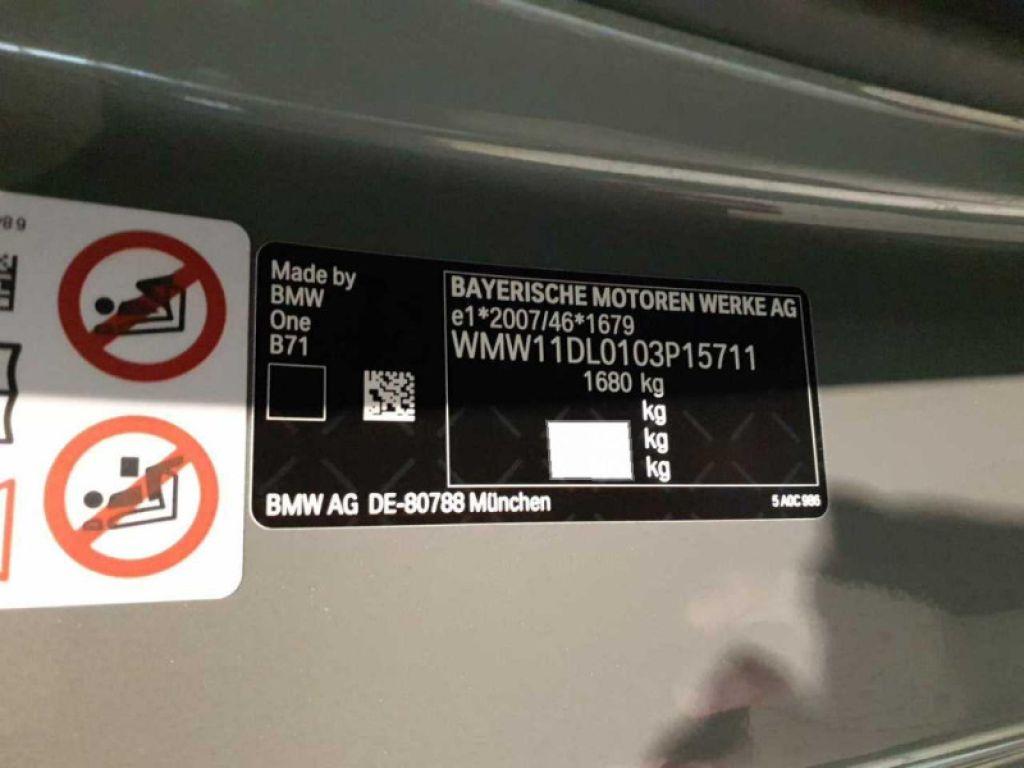 Made by
BMW
One
B71
BAYERISCHE MOTOREN WERKE AG
e1*2007/46*1679
WMW11DL0103P15711
1680 kg
kg
kg
kg
BMW AG DE-80788 München
5 A0C 986